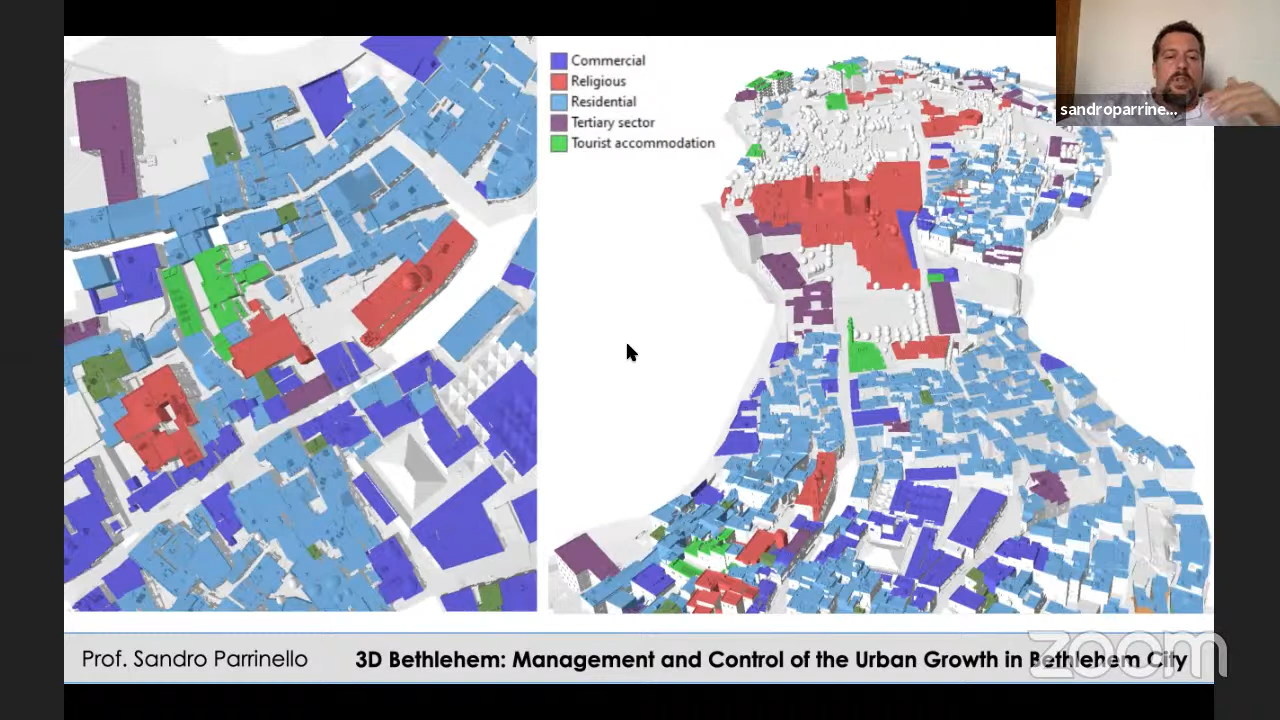 Commercial
Religious
Residential
Tertiary sector
Tourist accommodation
sandroparrine...
Prof. Sandro Parrinello
3D Bethlehem: Management and Control of the Urban Growth in Bethlehem City
zoom